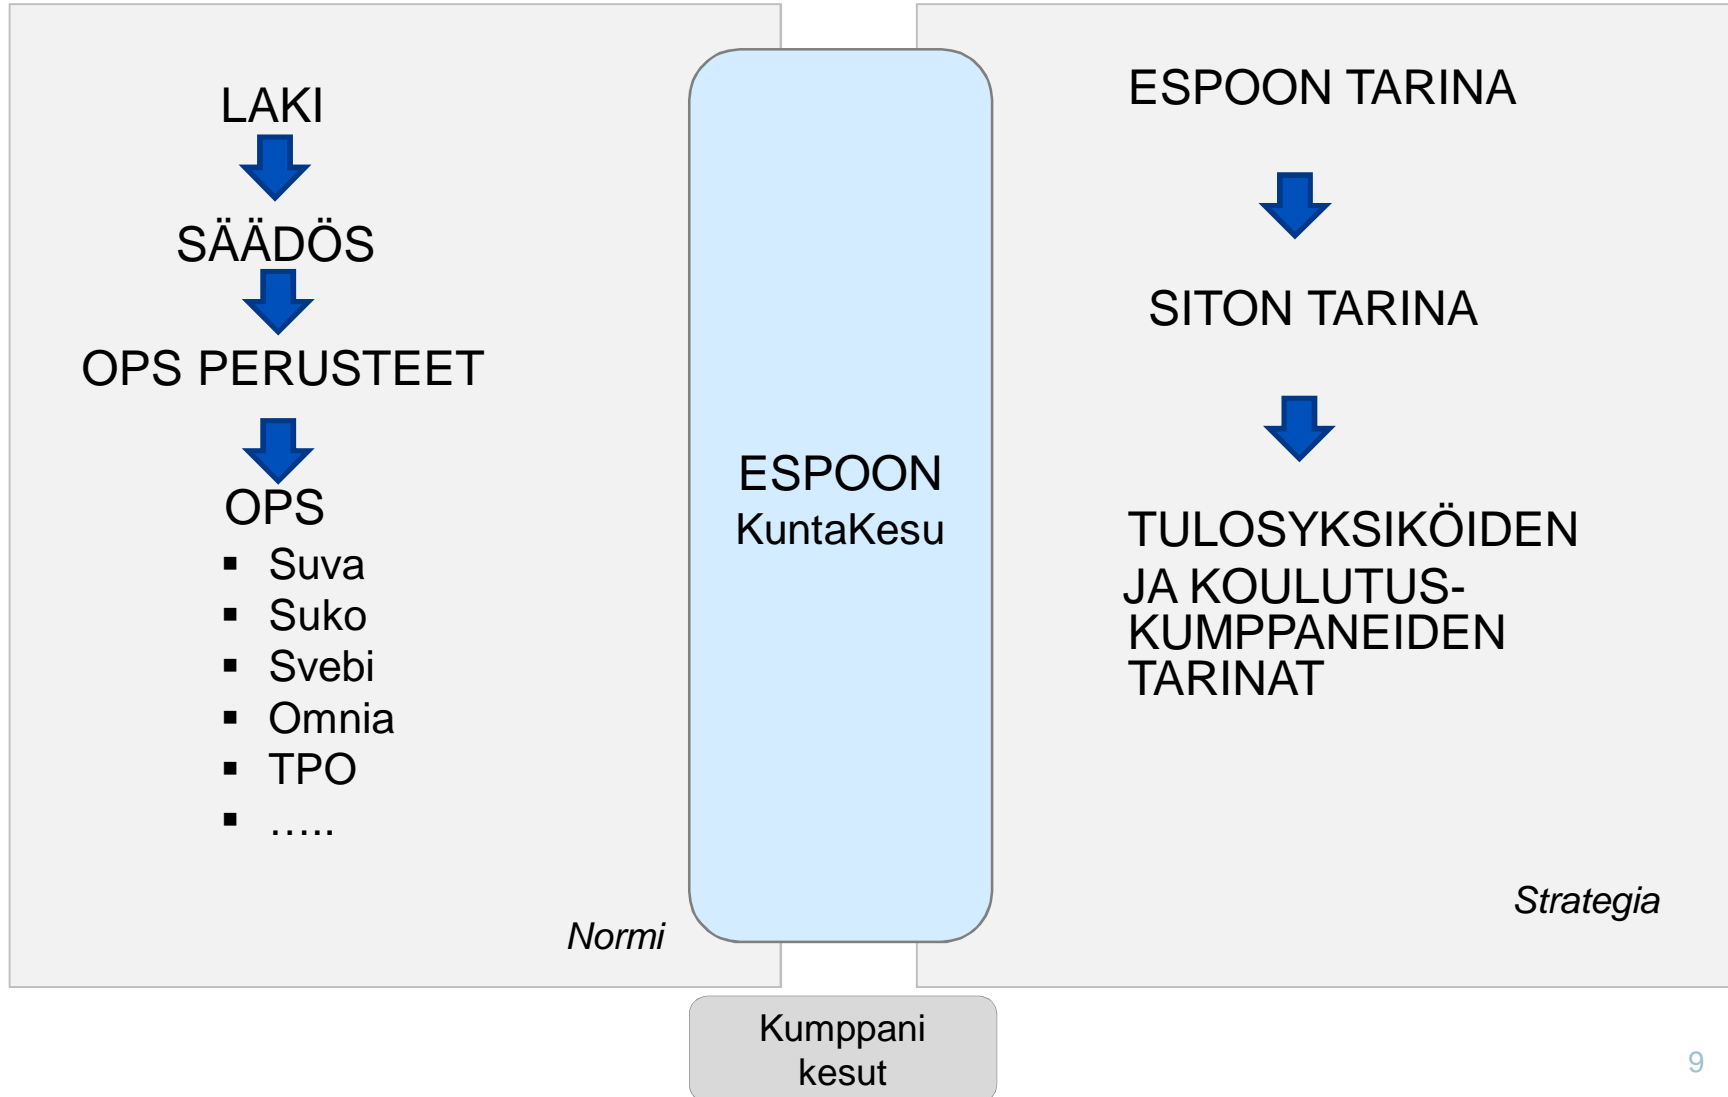 LAKI
SÄÄDÖS
OPS PERUSTEET
OPS
▪ Suva
▪ Suko
▪ Svebi
▪ Omnia
▪ TPO
▪ …..
Normi
ESPOON
KuntaKesu
ESPOON TARINA
SITON TARINA
TULOSYKSIKÖIDEN
JA KOULUTUS-
KUMPPANEIDEN
TARINAT
Strategia
Kumppani
kesut
9